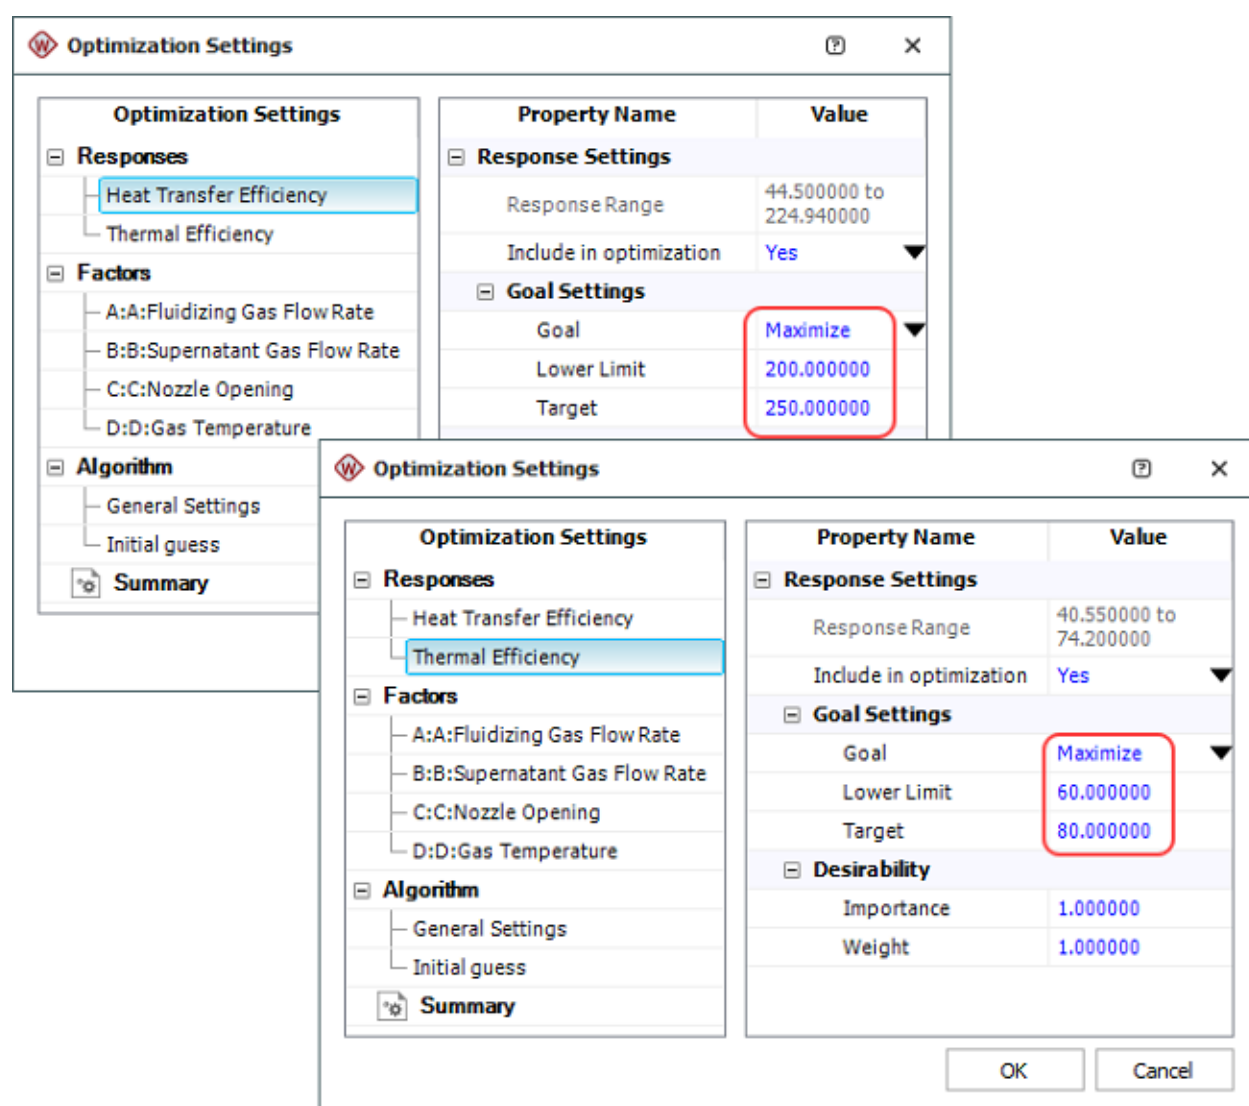 Optimization Settings
Optimization Settings
Property Name Value
Responses
Response Settings
Heat Transfer Efficiency
Response Range 44.500000 to
224.940000
Thermal Efficiency
Include in optimization Yes
Factors
Goal Settings
A:A:Fluidizing Gas Flow Rate
Goal Maximize
B:B:Supernatant Gas Flow Rate
Lower Limit 200.000000
C:C:Nozzle Opening
Target 250.000000
D:D:Gas Temperature
Algorithm
General Settings
Initial guess
Summary
Optimization Settings
Optimization Settings
Property Name Value
Responses
Response Settings
Heat Transfer Efficiency
Response Range 40.550000 to
74.200000
Thermal Efficiency
Include in optimization Yes
Factors
Goal Settings
A:A:Fluidizing Gas Flow Rate
Goal Maximize
B:B:Supernatant Gas Flow Rate
Lower Limit 60.000000
C:C:Nozzle Opening
Target 80.000000
D:D:Gas Temperature
Desirability
Algorithm
Importance 1.000000
General Settings
Weight 1.000000
Initial guess
Summary
OK Cancel